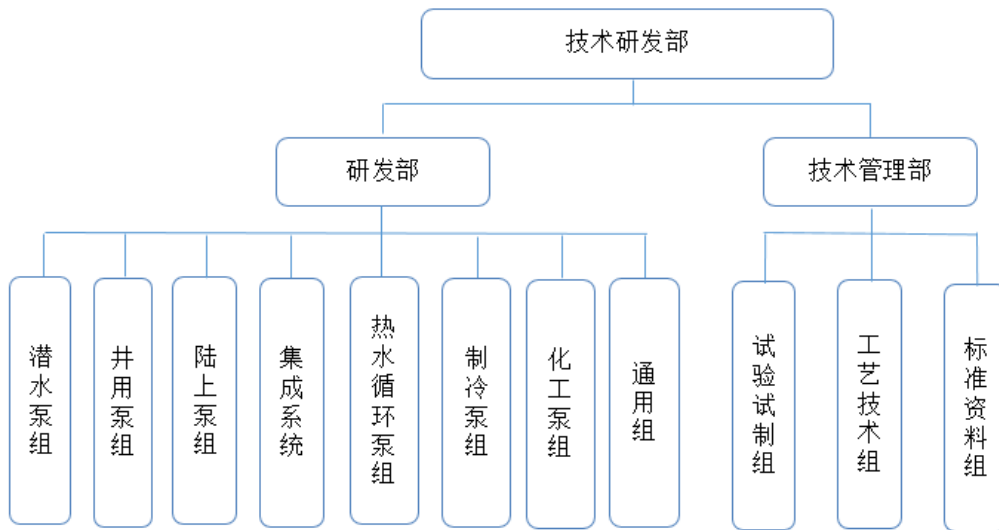 技术研发部
研发部
技术管理部
潜水泵组
井用泵组
陆上泵组
集成系统
热水循环泵组
制冷泵组
化工泵组
通用组
试验试制组
工艺技术组
标准资料组